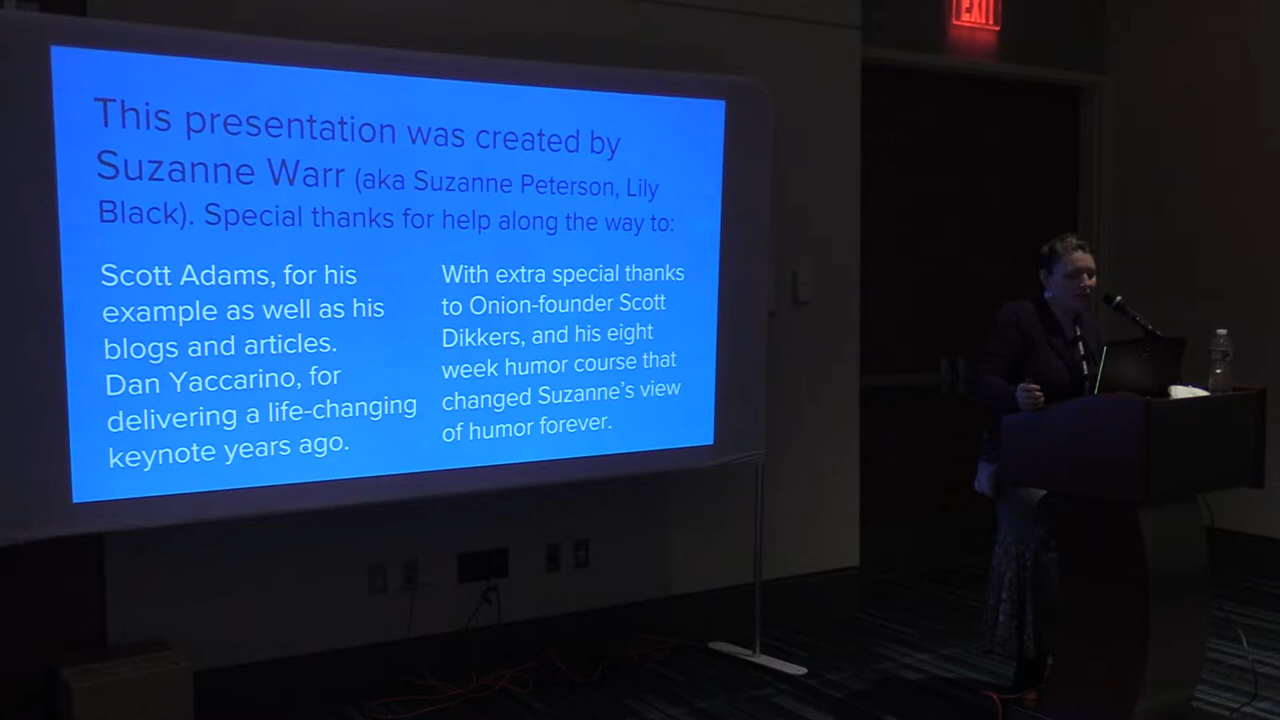 EXIT
This presentation was created by
Suzanne Warr (aka Suzanne Peterson, Lily
Black). Special thanks for help along the way to:
Scott Adams, for his
example as well as his
blogs and articles.
Dan Yaccarino, for
delivering a life-changing
keynote years ago.
With extra special thanks
to Onion-founder Scott
Dikkers, and his eight
week humor course that
changed Suzanne’s view
of humor forever.